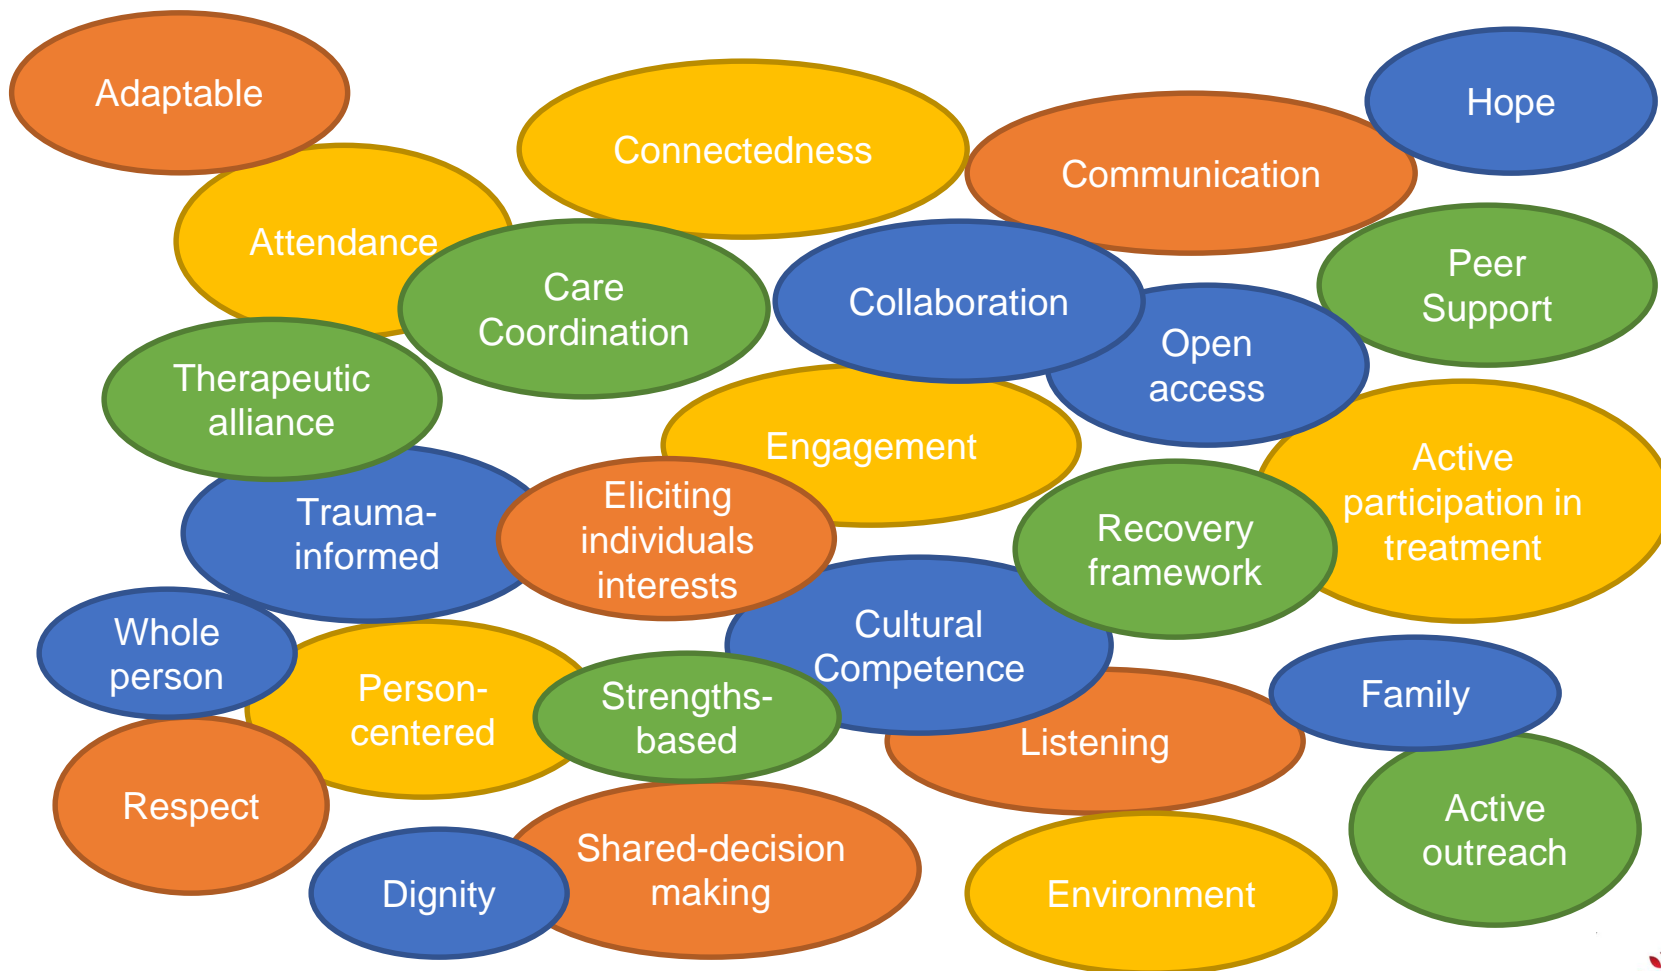 Adaptable
Hope
Connectedness
Communication
Attendance
Peer
Support
Care
Coordination
Collaboration
Open
access
Therapeutic
alliance
Engagement
Active
participation in
treatment
Trauma-
informed
Eliciting
individuals
interests
Recovery
framework
Whole
person
Cultural
Competence
Person-
centered
Strengths-
based
Family
Listening
Respect
Shared-decision
making
Active
outreach
Dignity
Environment